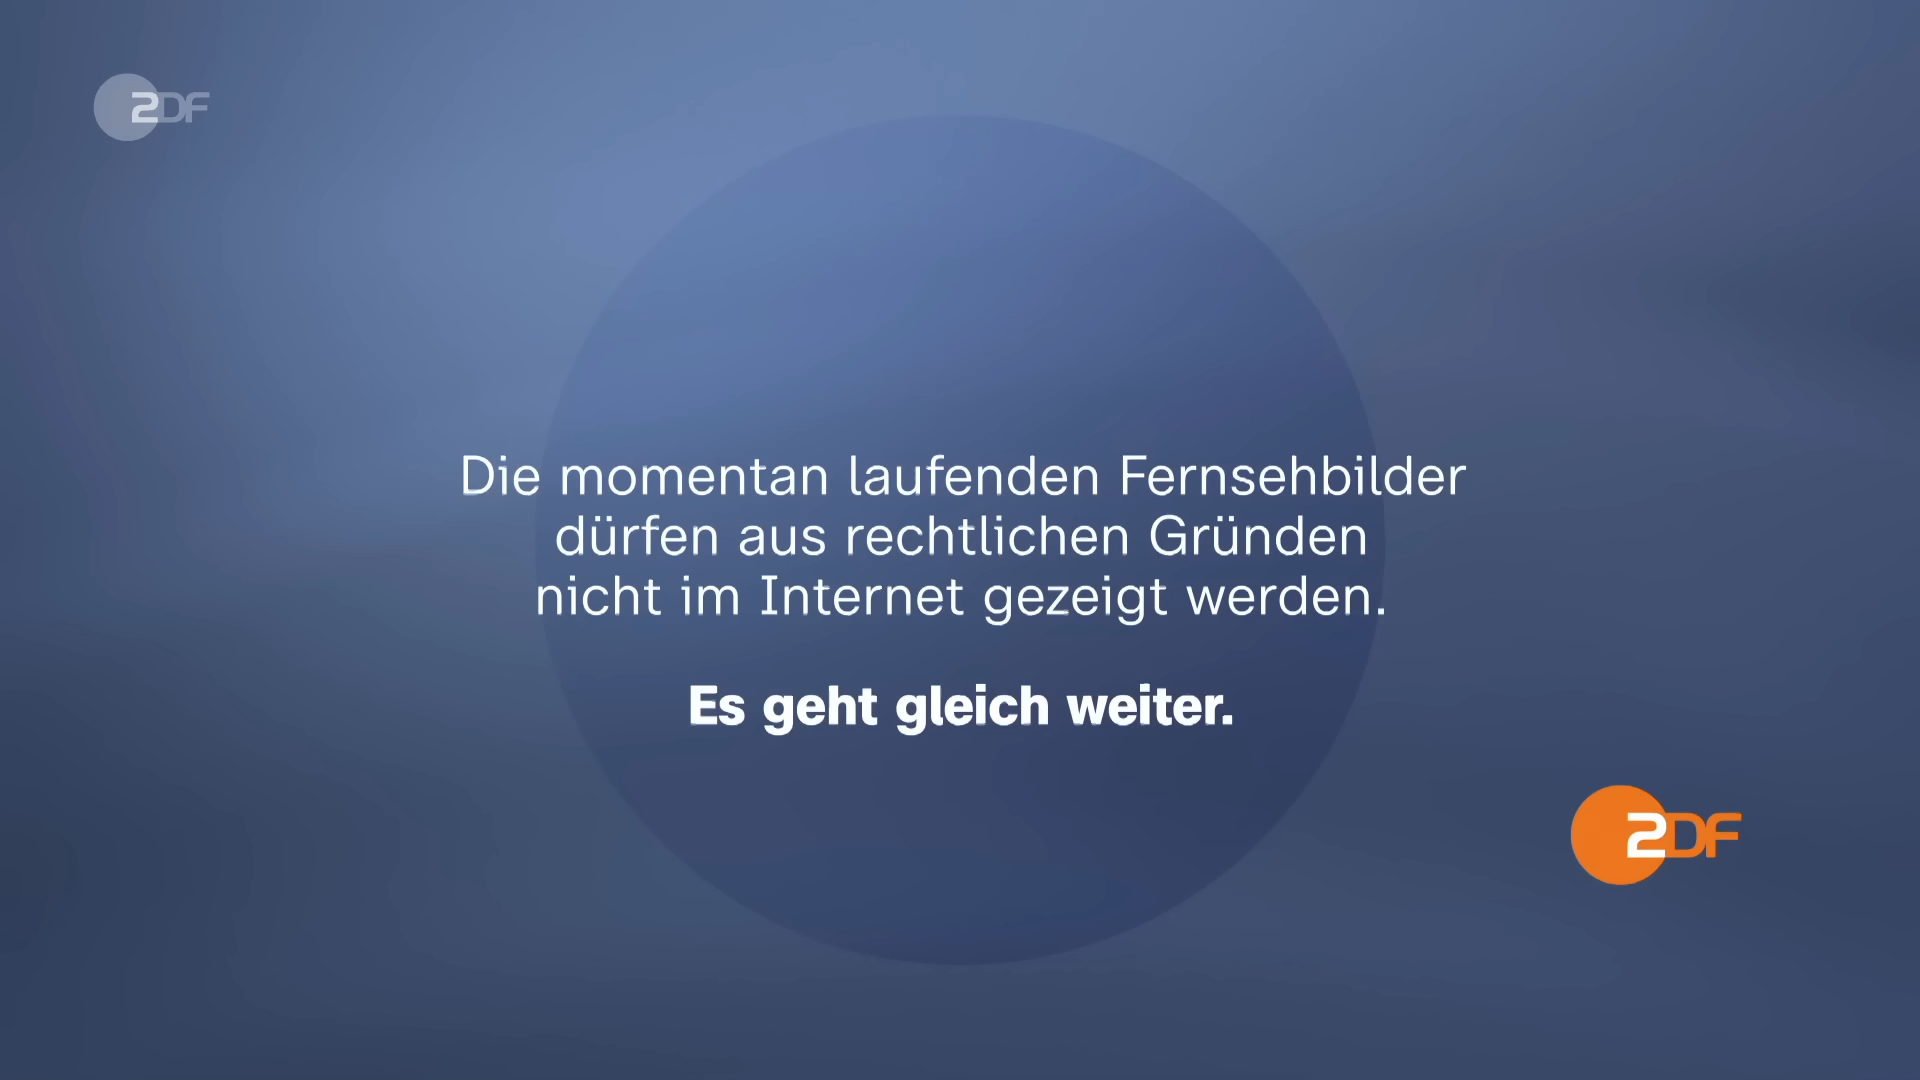 ZDF
Die momentan laufenden Fernsehbilder
dürfen aus rechtlichen Gründen
nicht im Internet gezeigt werden.
Es geht gleich weiter.
ZDF